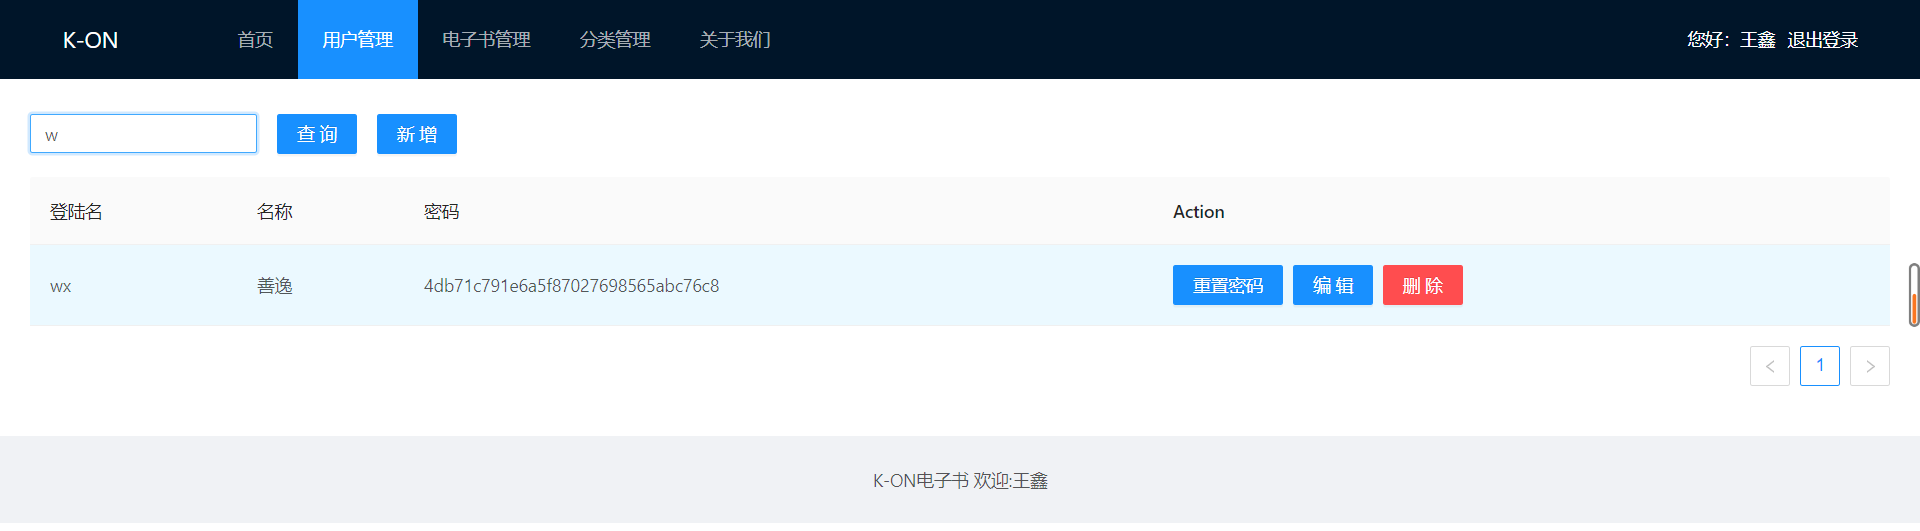 K-ON 首页 用户管理 电子书管理 分类管理 关于我们 您好：王鑫 退出登录
w 查 询 新 增
登陆名 名称 密码 Action
wx 善逸 4db71c791e6a5f87027698565abc76c8 重置密码 编 辑 删 除
< 1 >
K-ON电子书 欢迎:王鑫